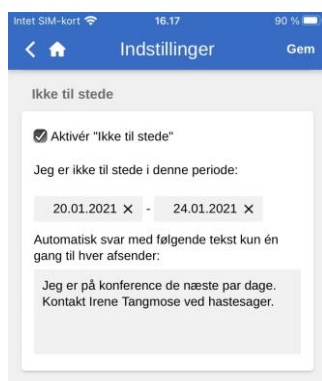 Intet SIM-kort 16.17 90 %
Indstillinger Gem
Ikke til stede
Aktivér "Ikke til stede"
Jeg er ikke til stede i denne periode:
20.01.2021 × - 24.01.2021 ×
Automatisk svar med følgende tekst kun én
gang til hver afsender:
Jeg er på konference de næste par dage.
Kontakt Irene Tangmose ved hastesager.